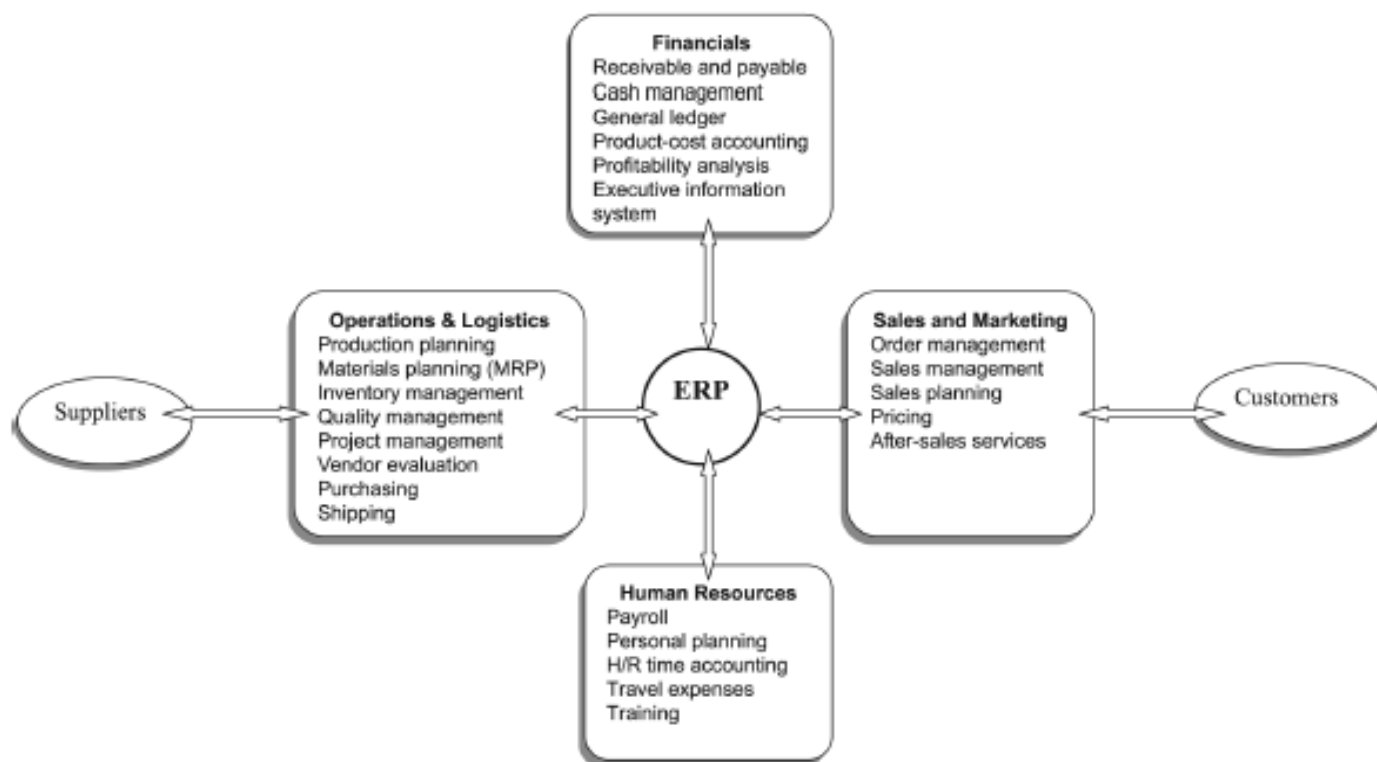 Financials
Receivable and payable
Cash management
General ledger
Product-cost accounting
Profitability analysis
Executive information
system
Suppliers
Operations & Logistics
Production planning
Materials planning (MRP)
Inventory management
Quality management
Project management
Vendor evaluation
Purchasing
Shipping
ERP
Sales and Marketing
Order management
Sales management
Sales planning
Pricing
After-sales services
Customers
Human Resources
Payroll
Personal planning
H/R time accounting
Travel expenses
Training